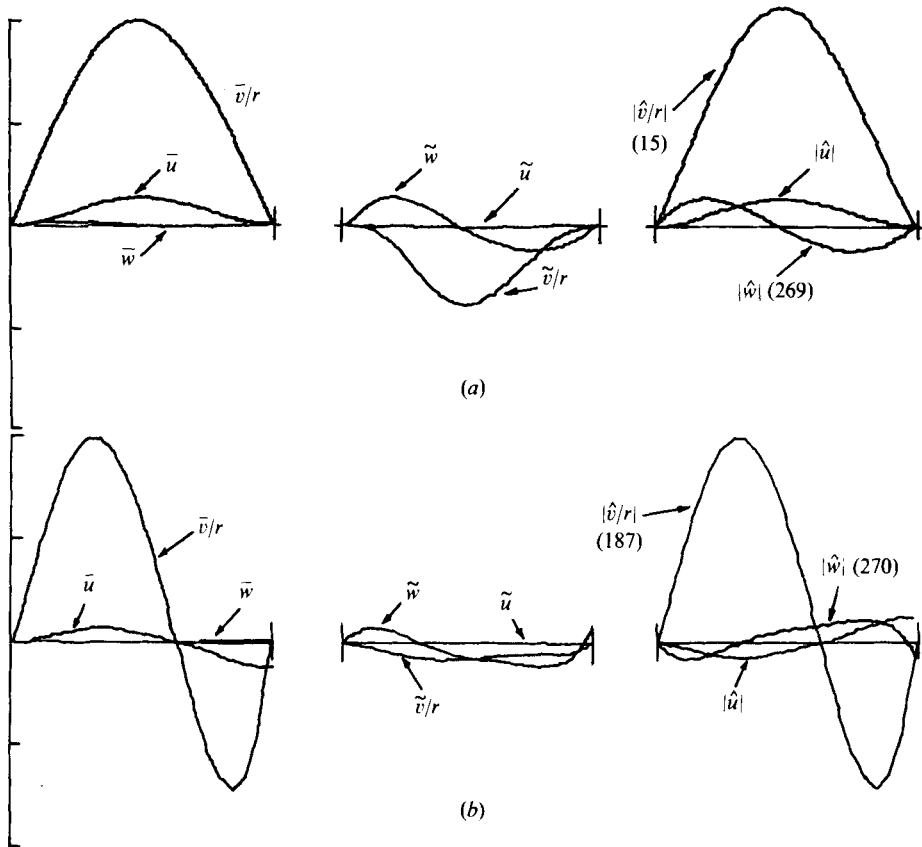 v̅/r
u̅
w̅
w̃
ũ
ṽ/r
|v̂/r|
(15)
|û|
|ŵ| (269)
(a)
v̅/r
u̅
w̅
w̃
ũ
ṽ/r
|v̂/r|
(187)
|ŵ| (270)
|û|
(b)